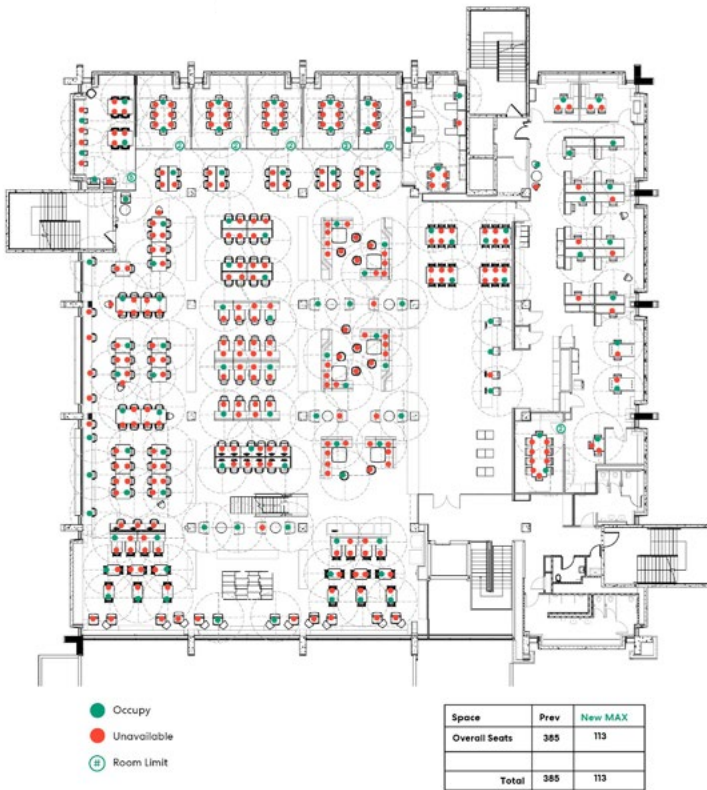 Occupy
Unavailable
# Room Limit
Space Prev New MAX
Overall Seats 385 113
Total 385 113